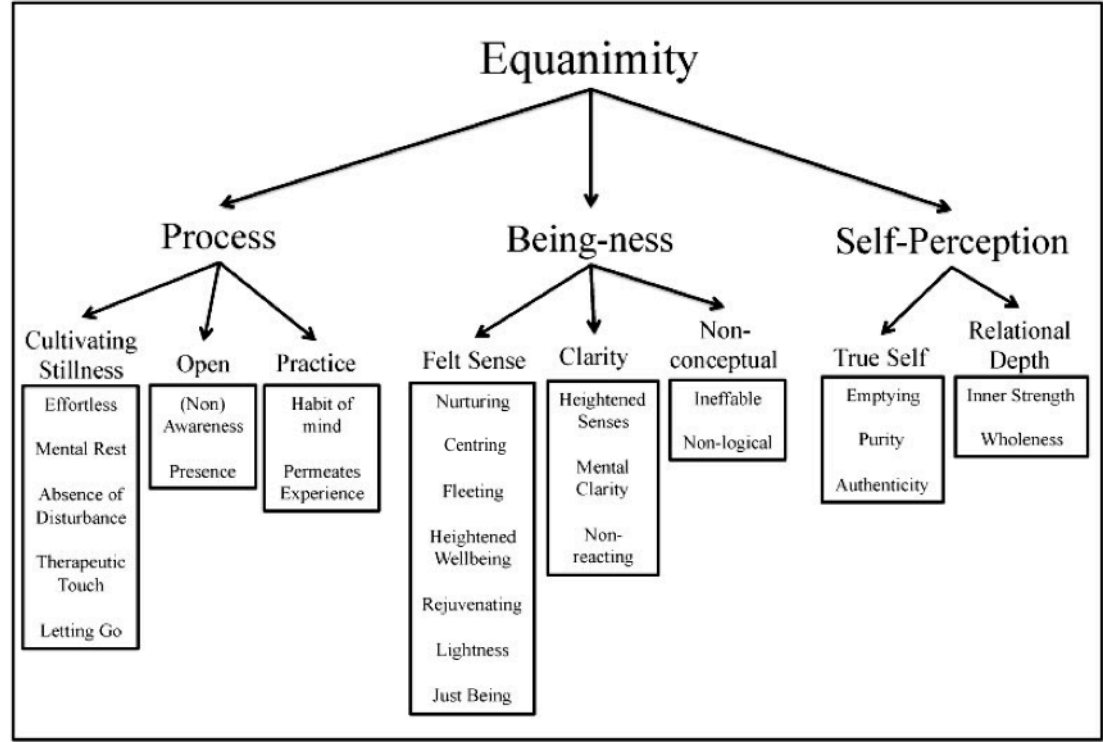 Equanimity
Process
Being-ness
Self-Perception
Cultivating
Stillness
Effortless
Mental Rest
Absence of
Disturbance
Therapeutic
Touch
Letting Go
Open
(Non)
Awareness
Presence
Practice
Habit of
mind
Permeates
Experience
Felt Sense
Nurturing
Centring
Fleeting
Heightened
Wellbeing
Rejuvenating
Lightness
Just Being
Clarity
Heightened
Senses
Mental
Clarity
Non-
reacting
Non-
conceptual
Ineffable
Non-logical
True Self
Emptying
Purity
Authenticity
Relational
Depth
Inner Strength
Wholeness